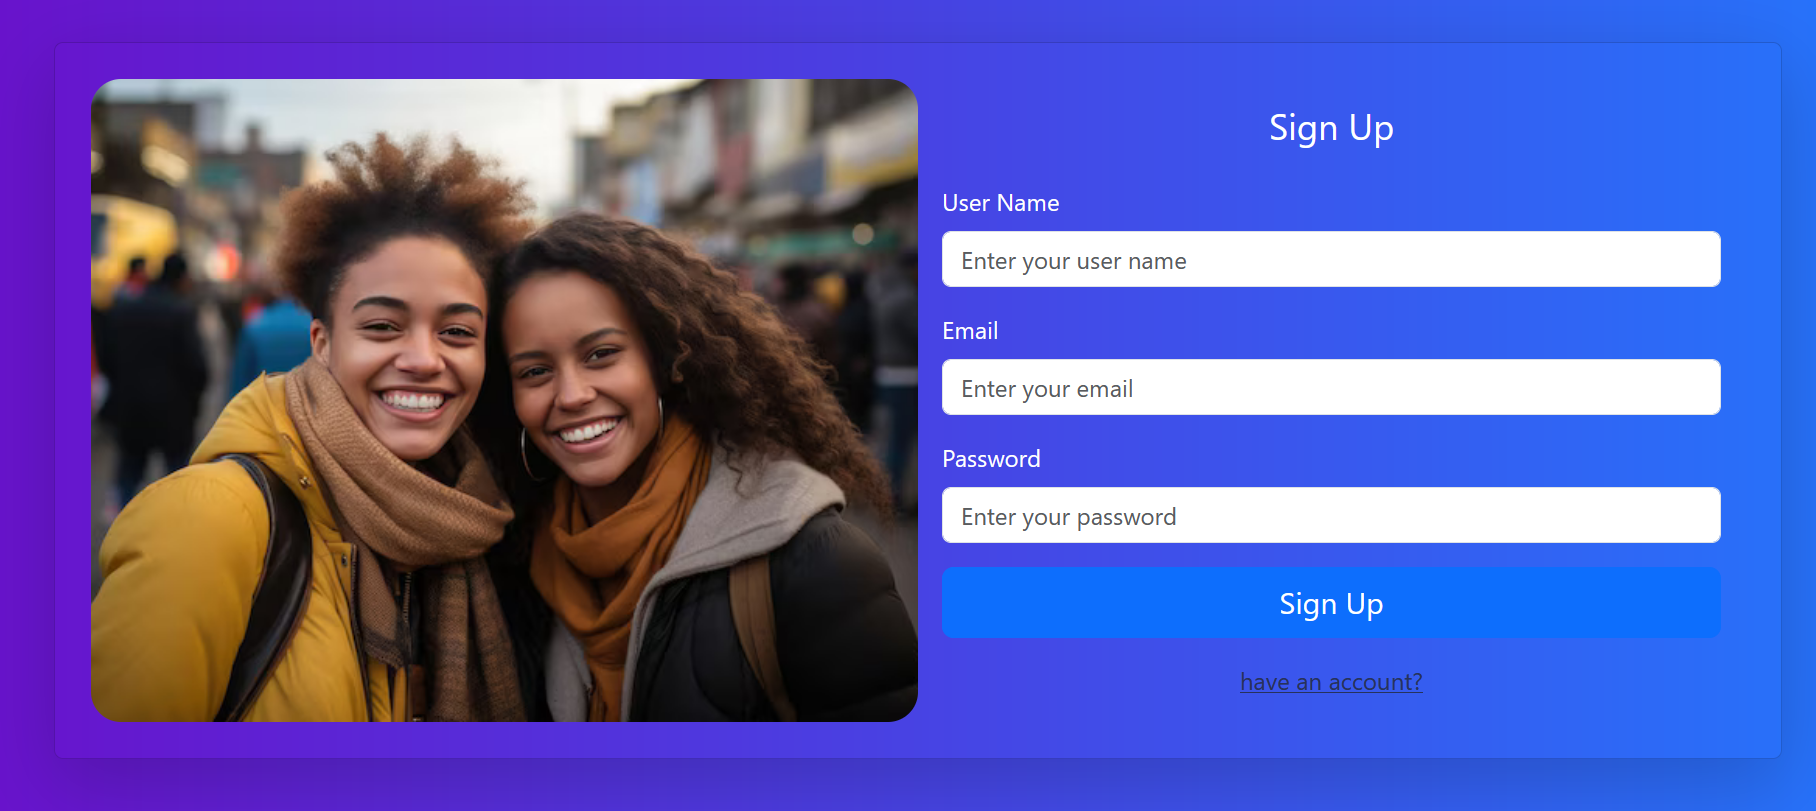 Sign Up
User Name
Enter your user name
Email
Enter your email
Password
Enter your password
Sign Up
have an account?